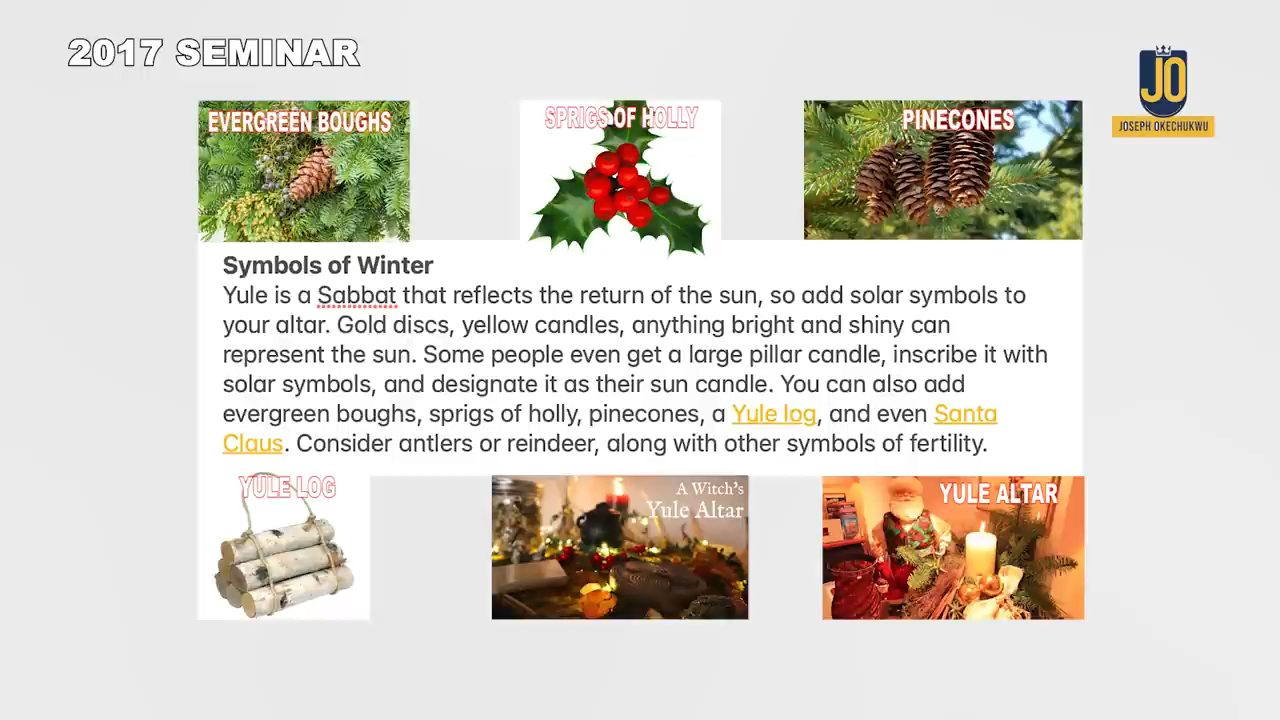 2017 SEMINAR
JO
JOSEPH OKECHUKWU
EVERGREEN BOUGHS
SPRIGS OF HOLLY
PINECONES
Symbols of Winter
Yule is a Sabbat that reflects the return of the sun, so add solar symbols to
your altar. Gold discs, yellow candles, anything bright and shiny can
represent the sun. Some people even get a large pillar candle, inscribe it with
solar symbols, and designate it as their sun candle. You can also add
evergreen boughs, sprigs of holly, pinecones, a Yule log, and even Santa
Claus. Consider antlers or reindeer, along with other symbols of fertility.
YULE LOG
A Witch's
Yule Altar
YULE ALTAR